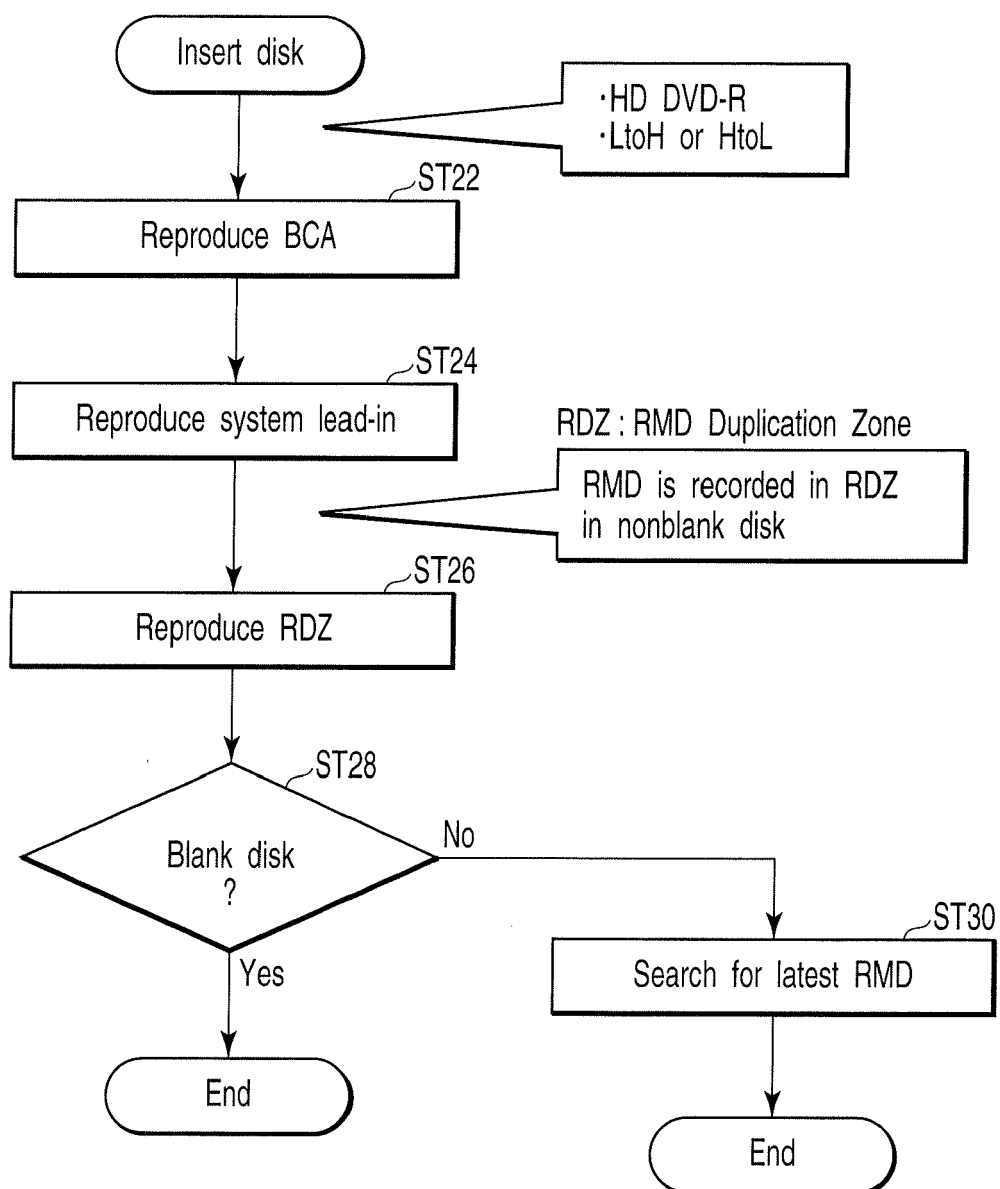 Insert disk
·HD DVD-R
·LtoH or HtoL
ST22
Reproduce BCA
ST24
Reproduce system lead-in
RDZ : RMD Duplication Zone
RMD is recorded in RDZ
in nonblank disk
ST26
Reproduce RDZ
ST28
Blank disk
?
No
Yes
ST30
Search for latest RMD
End
End